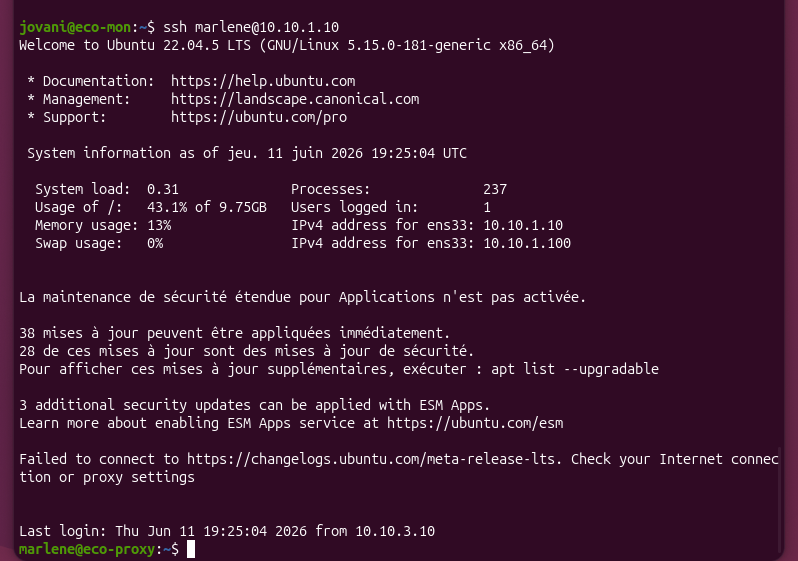 jovani@eco-mon:~$ ssh marlene@10.10.1.10
Welcome to Ubuntu 22.04.5 LTS (GNU/Linux 5.15.0-181-generic x86_64)

 * Documentation:  https://help.ubuntu.com
 * Management:     https://landscape.canonical.com
 * Support:        https://ubuntu.com/pro

 System information as of jeu. 11 juin 2026 19:25:04 UTC

  System load:  0.31              Processes:              237
  Usage of /:   43.1% of 9.75GB   Users logged in:        1
  Memory usage: 13%               IPv4 address for ens33: 10.10.1.10
  Swap usage:   0%                IPv4 address for ens33: 10.10.1.100

La maintenance de sécurité étendue pour Applications n'est pas activée.

38 mises à jour peuvent être appliquées immédiatement.
28 de ces mises à jour sont des mises à jour de sécurité.
Pour afficher ces mises à jour supplémentaires, exécuter : apt list --upgradable

3 additional security updates can be applied with ESM Apps.
Learn more about enabling ESM Apps service at https://ubuntu.com/esm

Failed to connect to https://changelogs.ubuntu.com/meta-release-lts. Check your Internet connec
tion or proxy settings

Last login: Thu Jun 11 19:25:04 2026 from 10.10.3.10
marlene@eco-proxy:~$